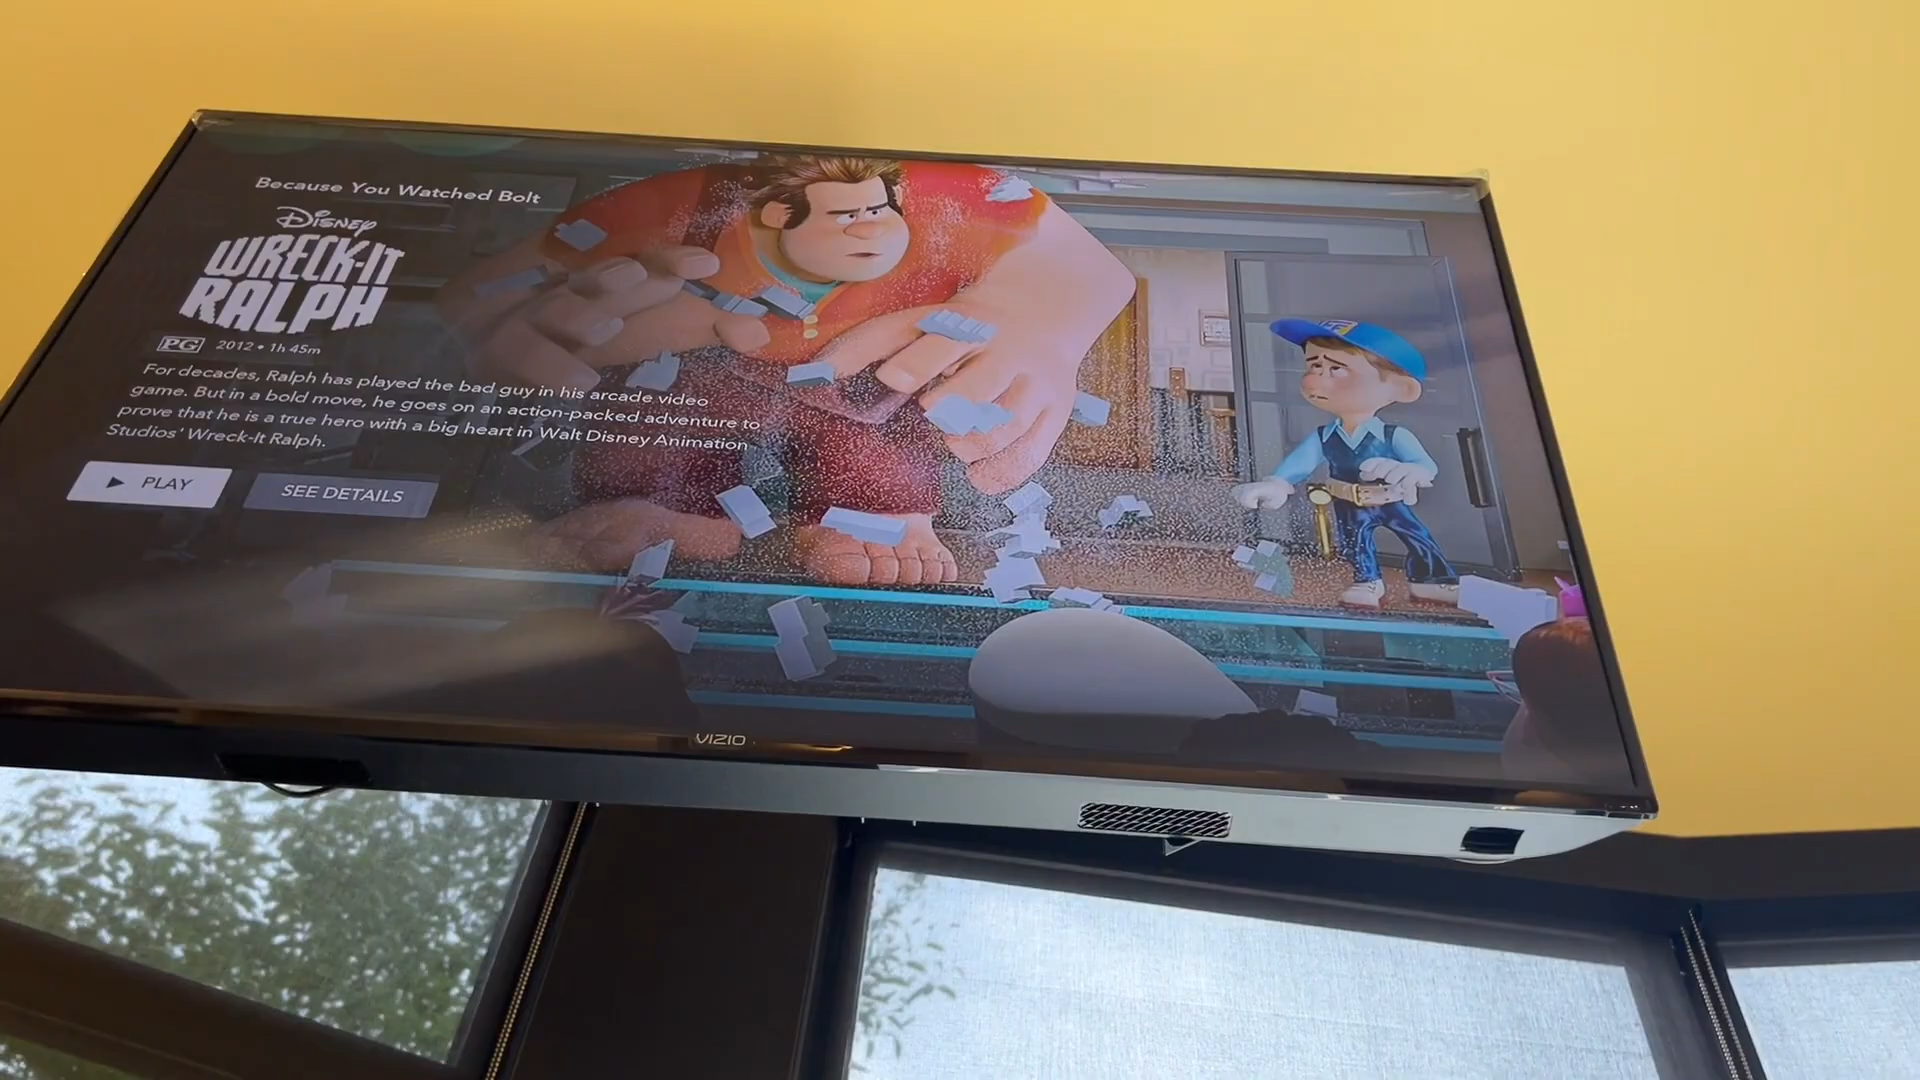 Because You Watched Bolt
Disney
WRECK-IT
RALPH
PG 2012 • 1h 45m
For decades, Ralph has played the bad guy in his arcade video
game. But in a bold move, he goes on an action-packed adventure to
prove that he is a true hero with a big heart in Walt Disney Animation
Studios' Wreck-It Ralph.
PLAY
SEE DETAILS
FF
VIZIO